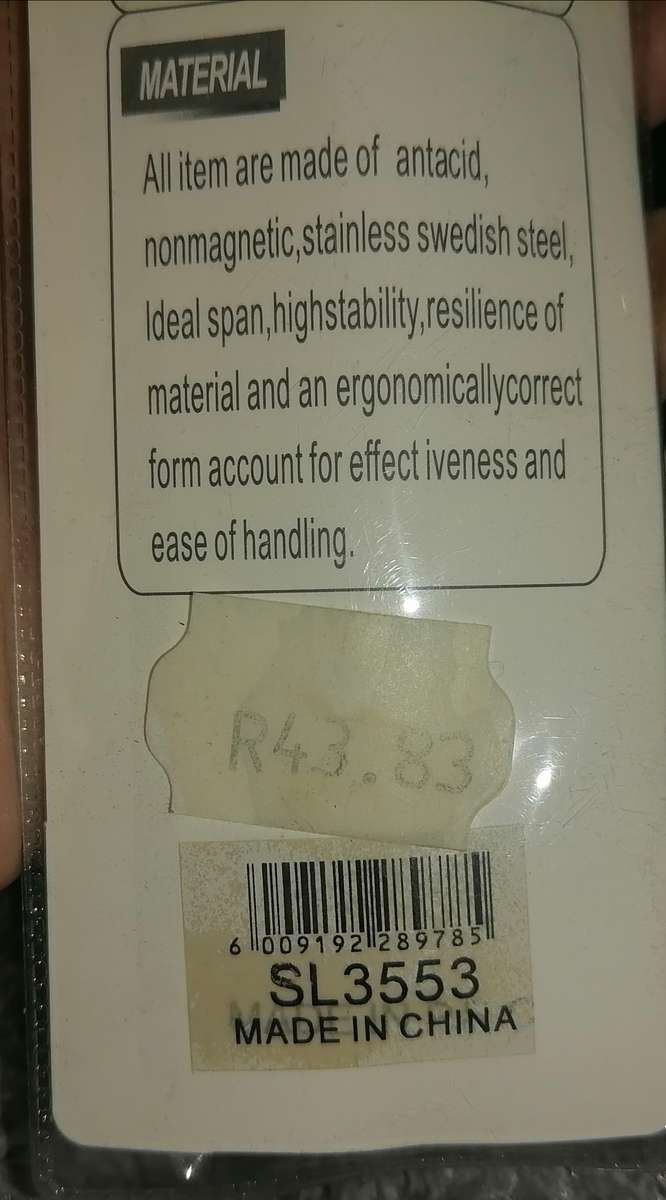 MATERIAL
All item are made of antacid,
nonmagnetic,stainless swedish steel,
Ideal span,highstability,resilience of
material and an ergonomicallycorrect
form account for effect iveness and
ease of handling.
R43.83
6 009192 289785
SL3553
MADE IN CHINA